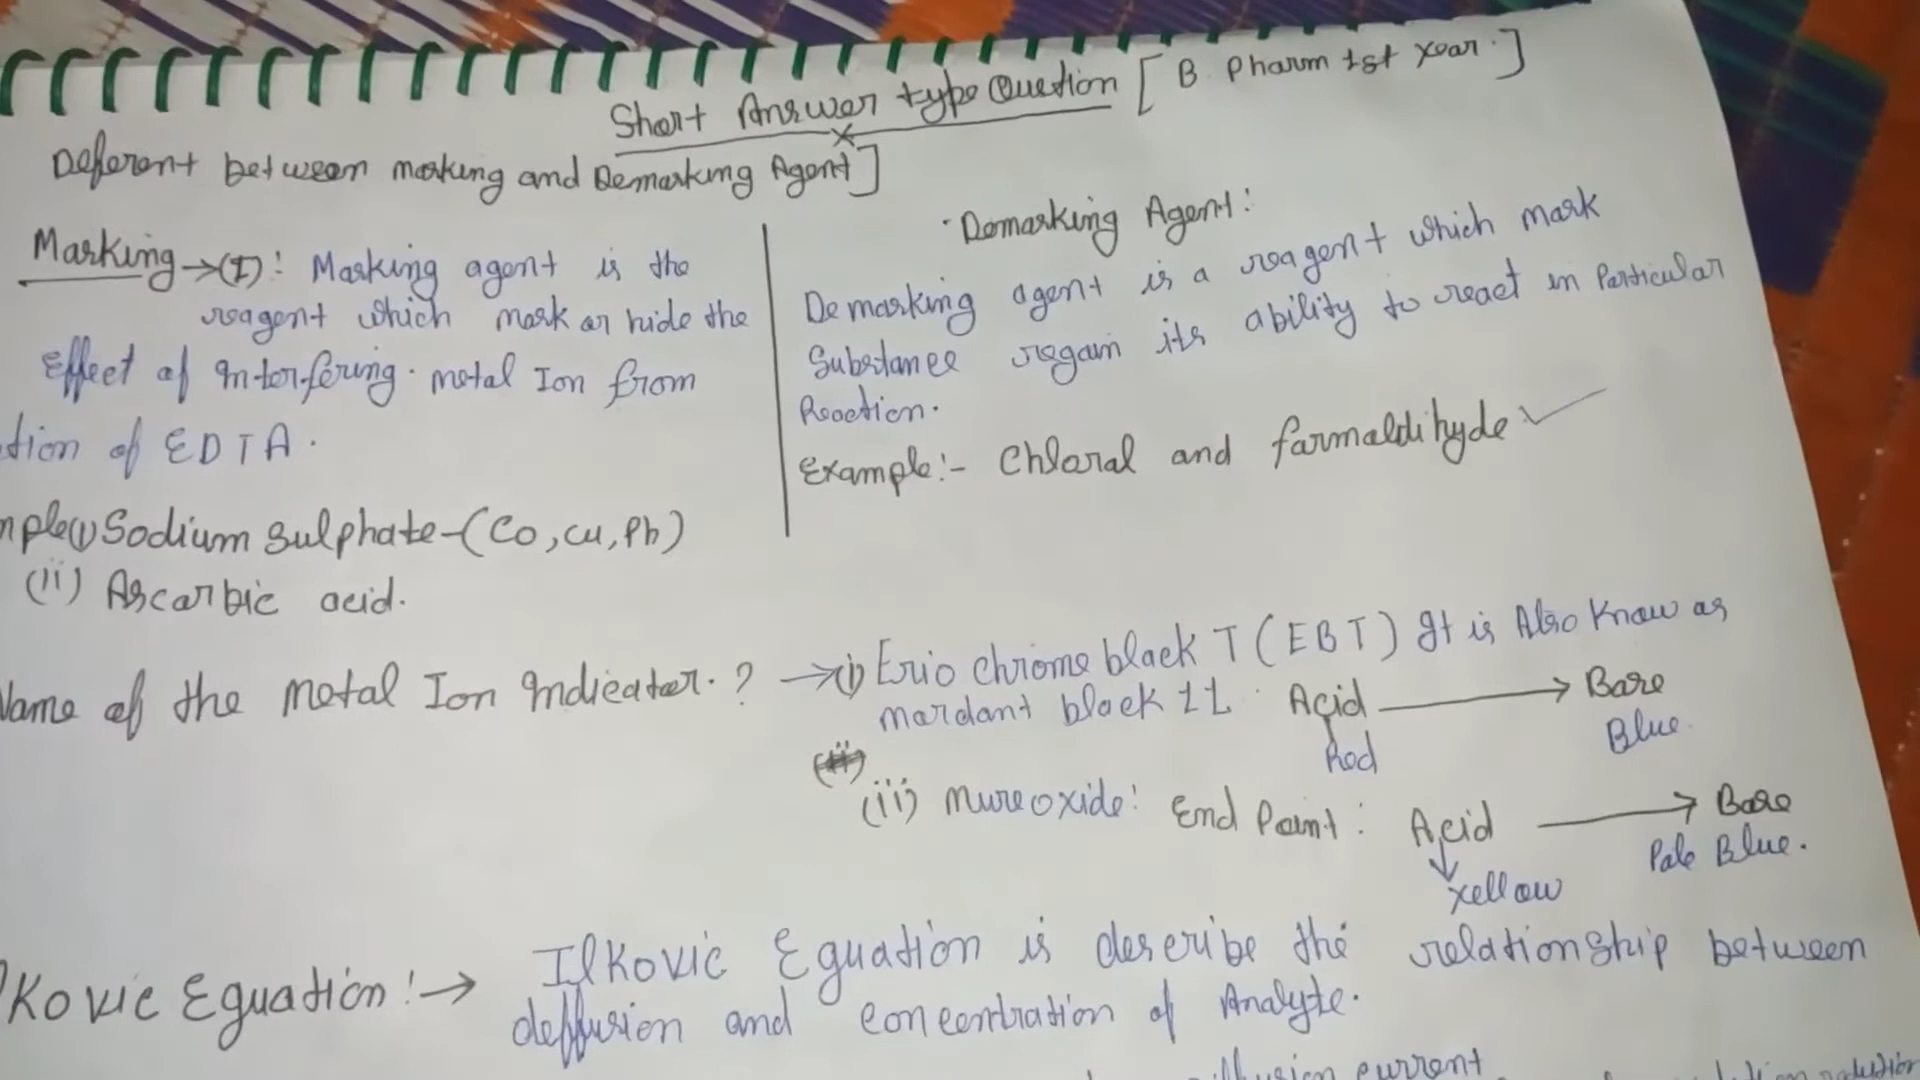 Short Answer type Question [B. Pharm 1st Year.]
Deferent between masking and Demasking Agent]
Masking →(I): Masking agent is the
reagent which mask or hide the
Effect of Interfering. metal Ion from
tion of EDTA.
mple(i) Sodium Sulphate-(Co, Cu, Pb)
(ii) Ascorbic acid.
Demasking Agent:
Demasking agent is a reagent which mask
Substance regain its ability to react in Particular
Reaction.
Example:- Chloral and farmaldihyde ✓
Name of the metal Ion Indicator.? →(i) Erio chrome black T (EBT) It is Also Know as
mordant black 11. Acid → Base
Red Blue.
(iii) Mureoxide: End Point: Acid → Base
Yellow Pale Blue.
lKovic Equation:→ IlKovic Equation is describe the relationship between
deffusion and concentration of Analyte.
current